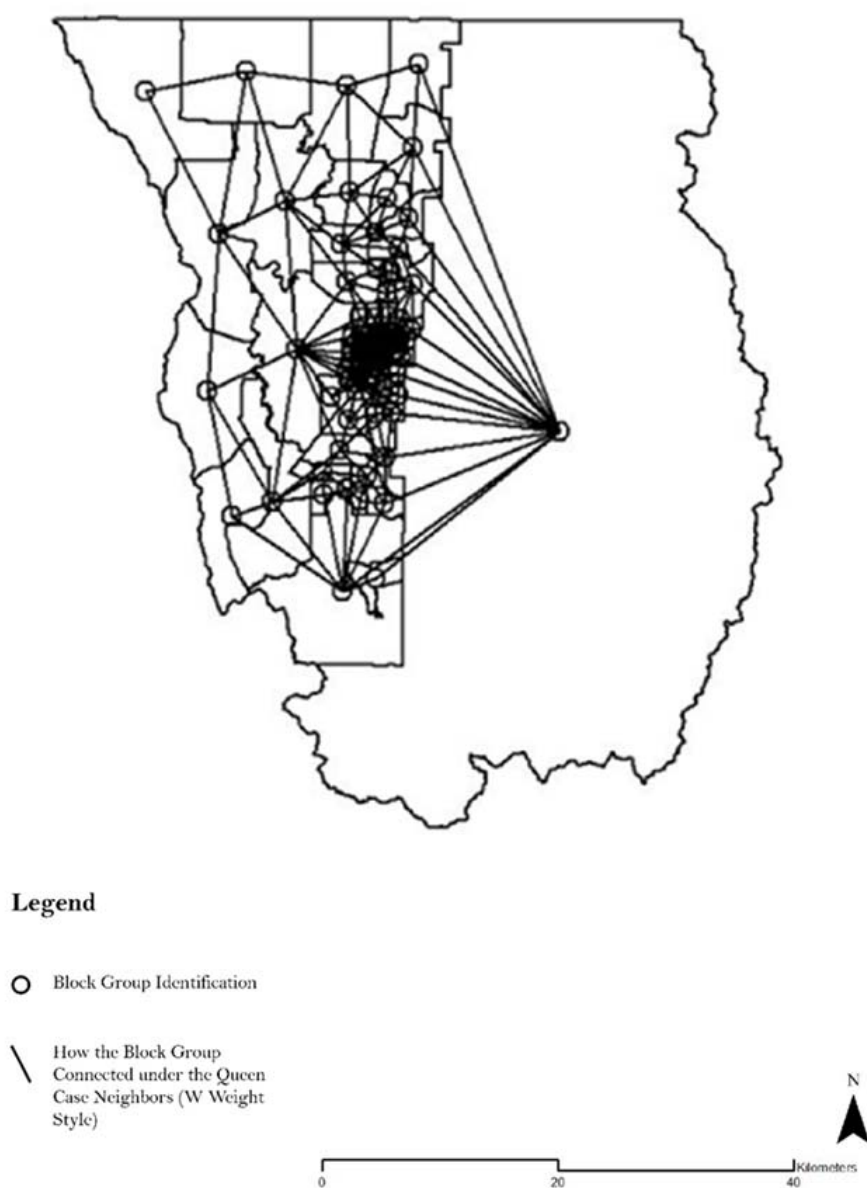 Legend
Block Group Identification
How the Block Group
Connected under the Queen
Case Neighbors (W Weight
Style)
N
Kilometers
0
20
40